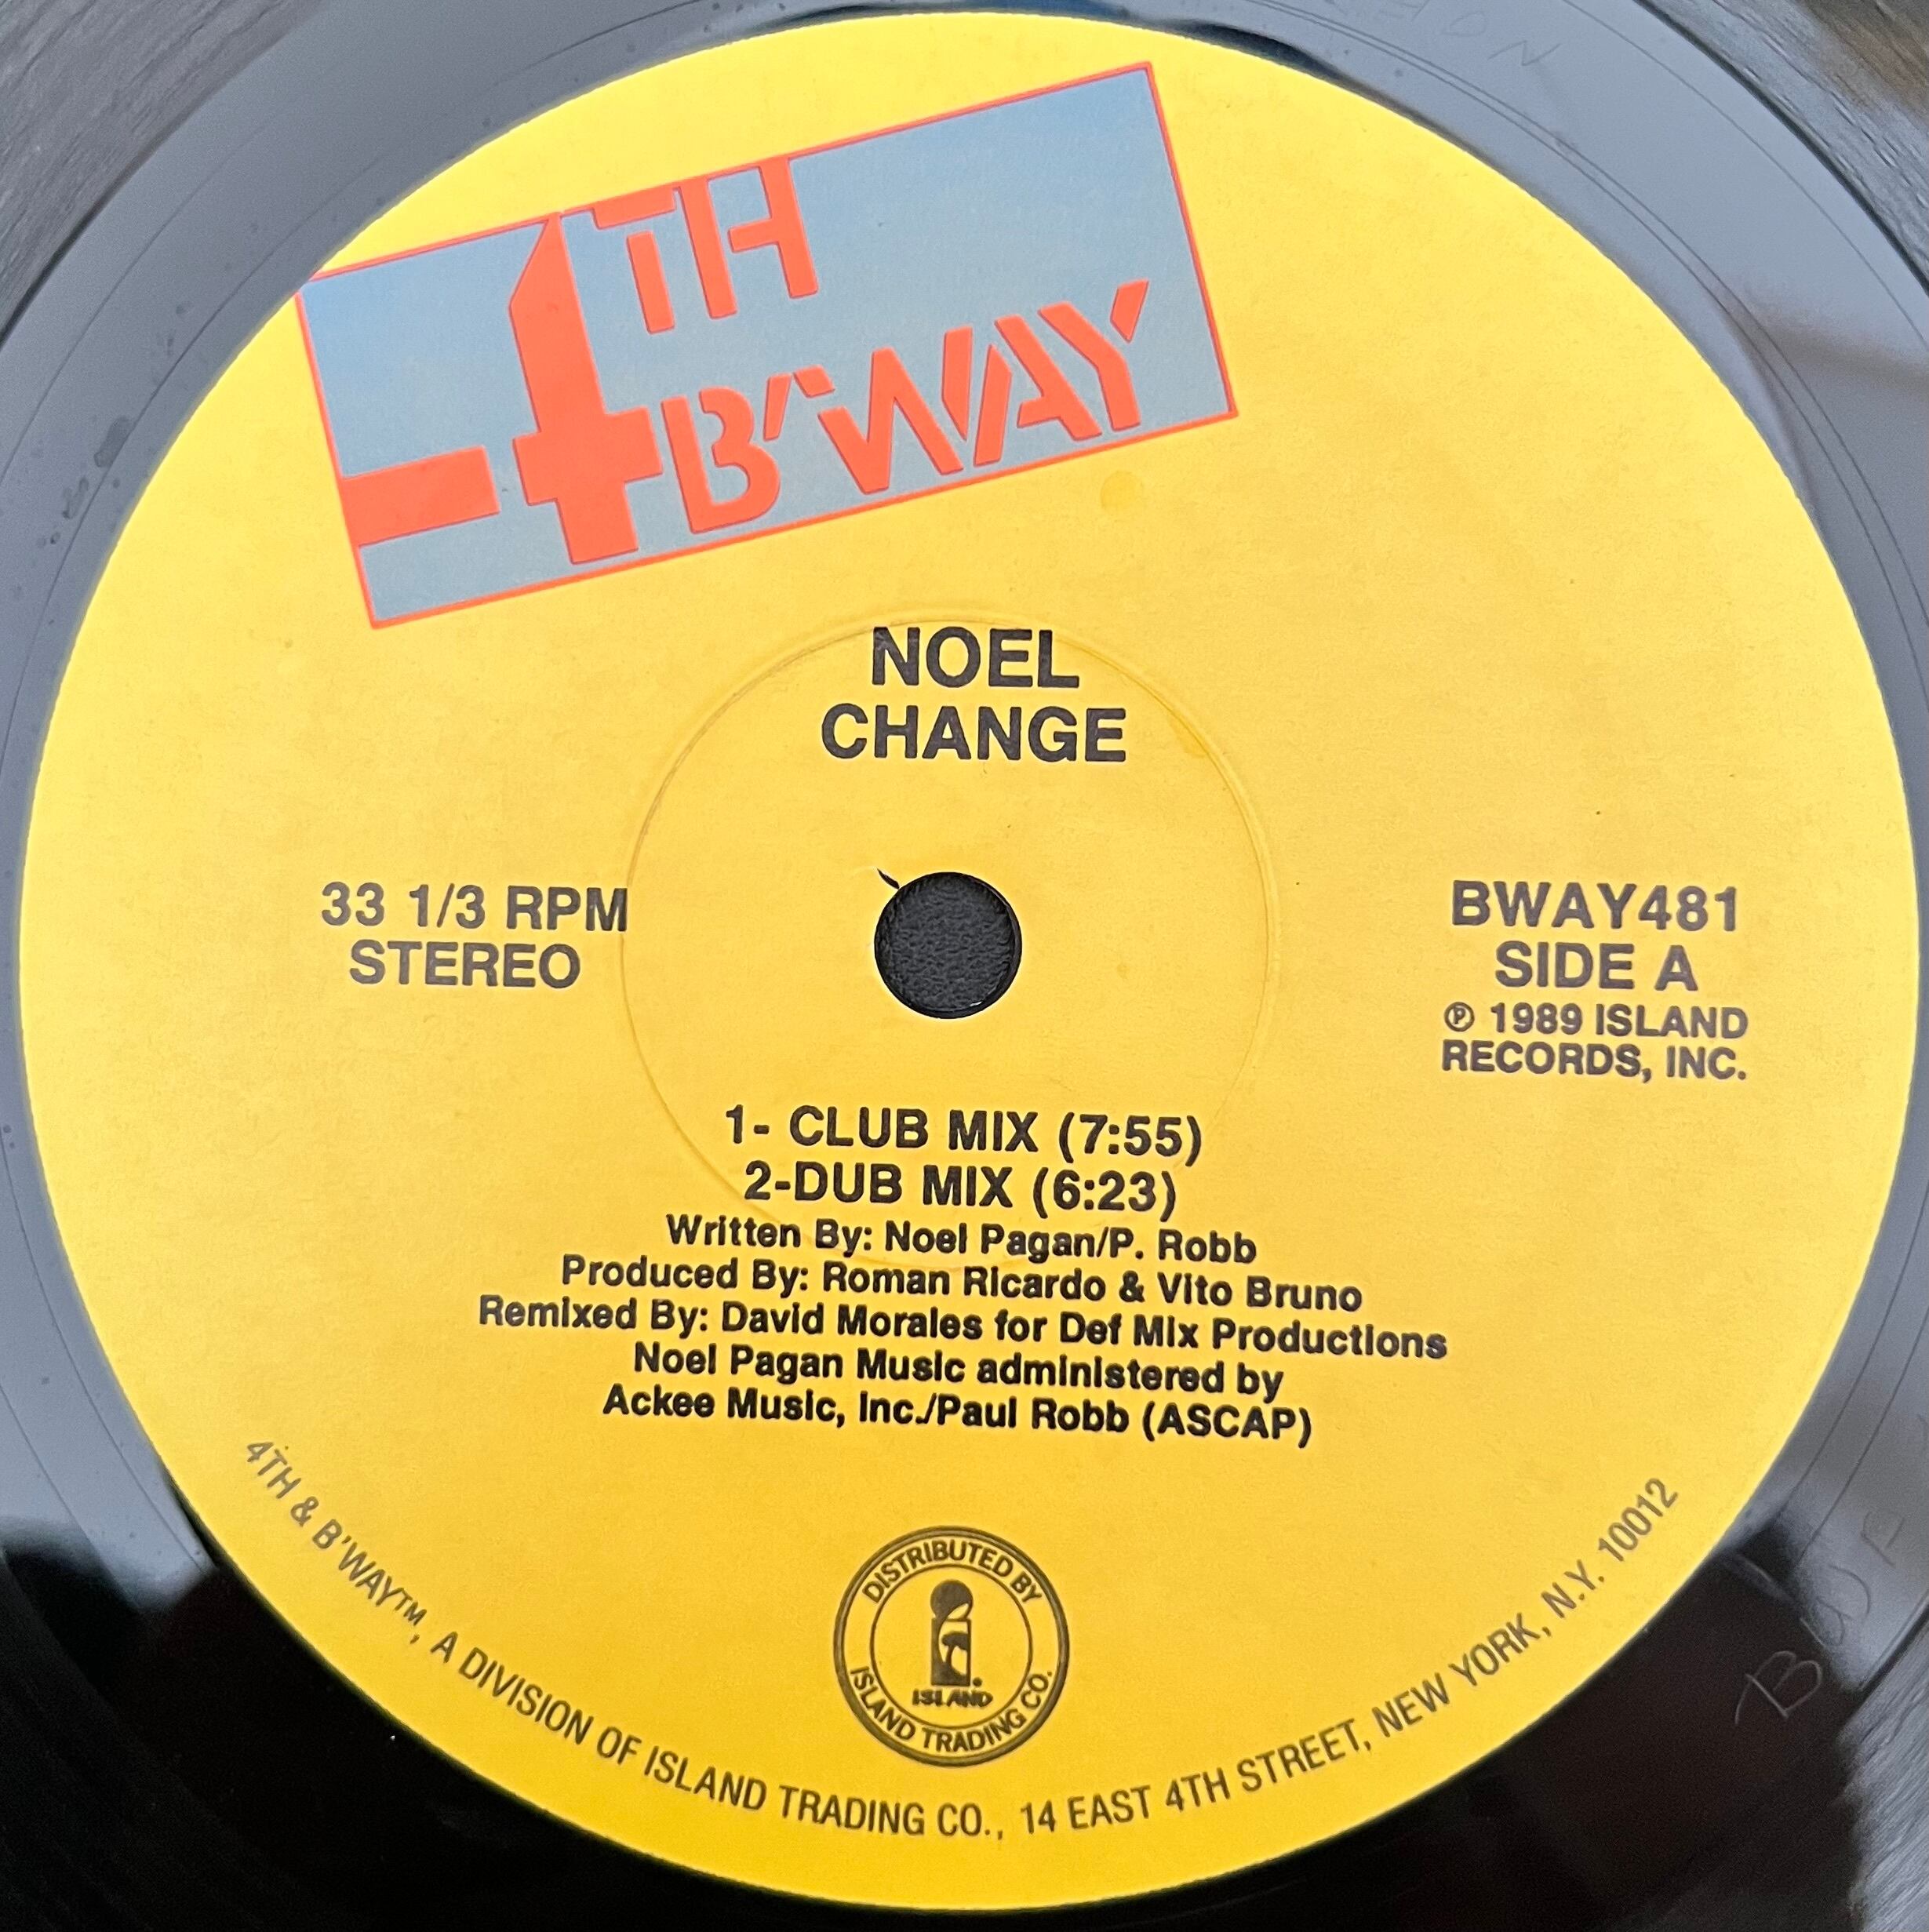 4TH
B'WAY
NOEL
CHANGE
33 1/3 RPM
STEREO
BWAY481
SIDE A
℗ 1989 ISLAND
RECORDS, INC.
1- CLUB MIX (7:55)
2-DUB MIX (6:23)
Written By: Noel Pagan/P. Robb
Produced By: Roman Ricardo & Vito Bruno
Remixed By: David Morales for Def Mix Productions
Noel Pagan Music administered by
Ackee Music, Inc./Paul Robb (ASCAP)
DISTRIBUTED BY
ISLAND
ISLAND TRADING CO.
4TH & B'WAY™, A DIVISION OF ISLAND TRADING CO., 14 EAST 4TH STREET, NEW YORK, N.Y. 10012